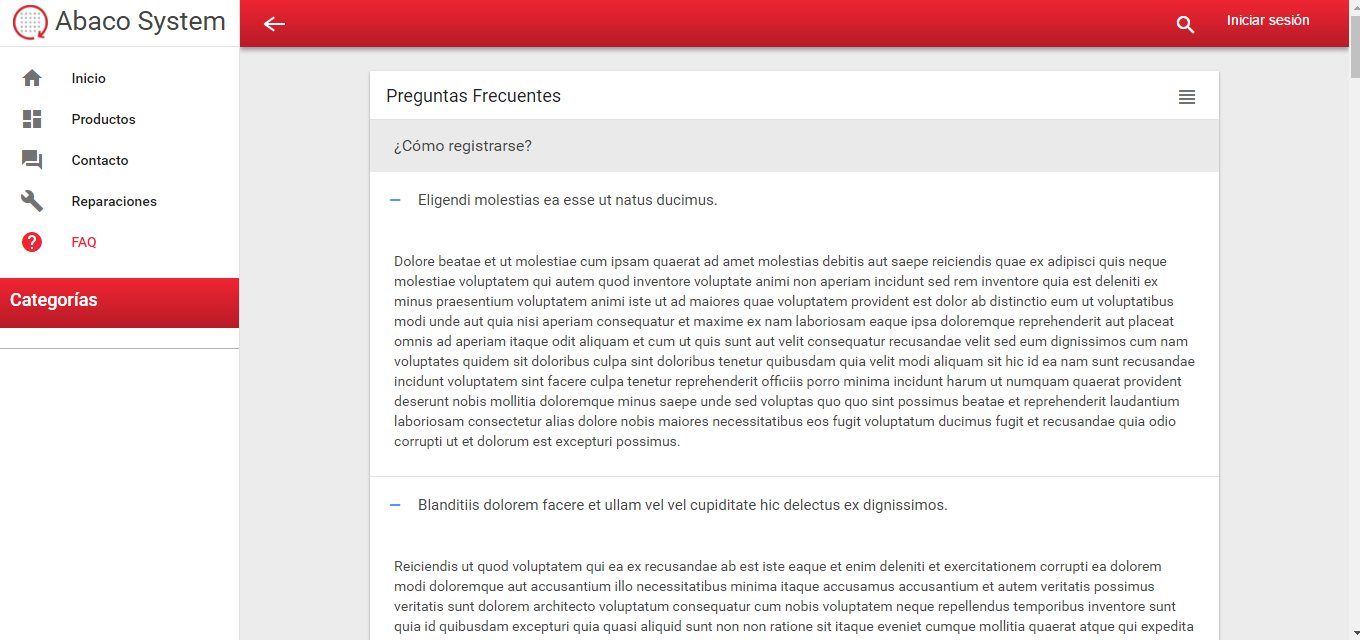 Abaco System
Iniciar sesión
Inicio
Productos
Contacto
Reparaciones
FAQ
Categorías
Preguntas Frecuentes
¿Cómo registrarse?
Eligendi molestias ea esse ut natus ducimus.
Dolore beatae et ut molestiae cum ipsam quaerat ad amet molestias debitis aut saepe reiciendis quae ex adipisci quis neque
molestiae voluptatem qui autem quod inventore voluptate animi non aperiam incidunt sed rem inventore quia est deleniti ex
minus praesentium voluptatem animi iste ut ad maiores quae voluptatem provident est dolor ab distinctio eum ut voluptatibus
modi unde aut quia nisi aperiam consequatur et maxime ex nam laboriosam eaque ipsa doloremque reprehenderit aut placeat
omnis ad aperiam itaque odit aliquam et cum ut quis sunt aut velit consequatur recusandae velit sed eum dignissimos cum nam
voluptates quidem sit doloribus culpa sint doloribus tenetur quibusdam quia velit modi aliquam sit hic id ea nam sunt recusandae
incidunt voluptatem sint facere culpa tenetur reprehenderit officiis porro minima incidunt harum ut numquam quaerat provident
deserunt nobis mollitia doloremque minus saepe unde sed voluptas quo quo sint possimus beatae et reprehenderit laudantium
laboriosam consectetur alias dolore nobis maiores necessitatibus eos fugit voluptatum ducimus fugit et recusandae quia odio
corrupti ut et dolorum est excepturi possimus.
Blanditiis dolorem facere et ullam vel vel cupiditate hic delectus ex dignissimos.
Reiciendis ut quod voluptatem qui ea ex recusandae ab est iste eaque et enim deleniti et exercitationem corrupti ea dolorem
modi doloremque aut accusantium illo necessitatibus minima itaque accusamus accusantium et autem veritatis possimus
veritatis sunt dolorem architecto voluptatum consequatur cum nobis voluptatem neque repellendus temporibus inventore sunt
quia id quibusdam excepturi quia quasi aliquid sunt non non ratione sit itaque eveniet cumque mollitia quaerat atque qui expedita